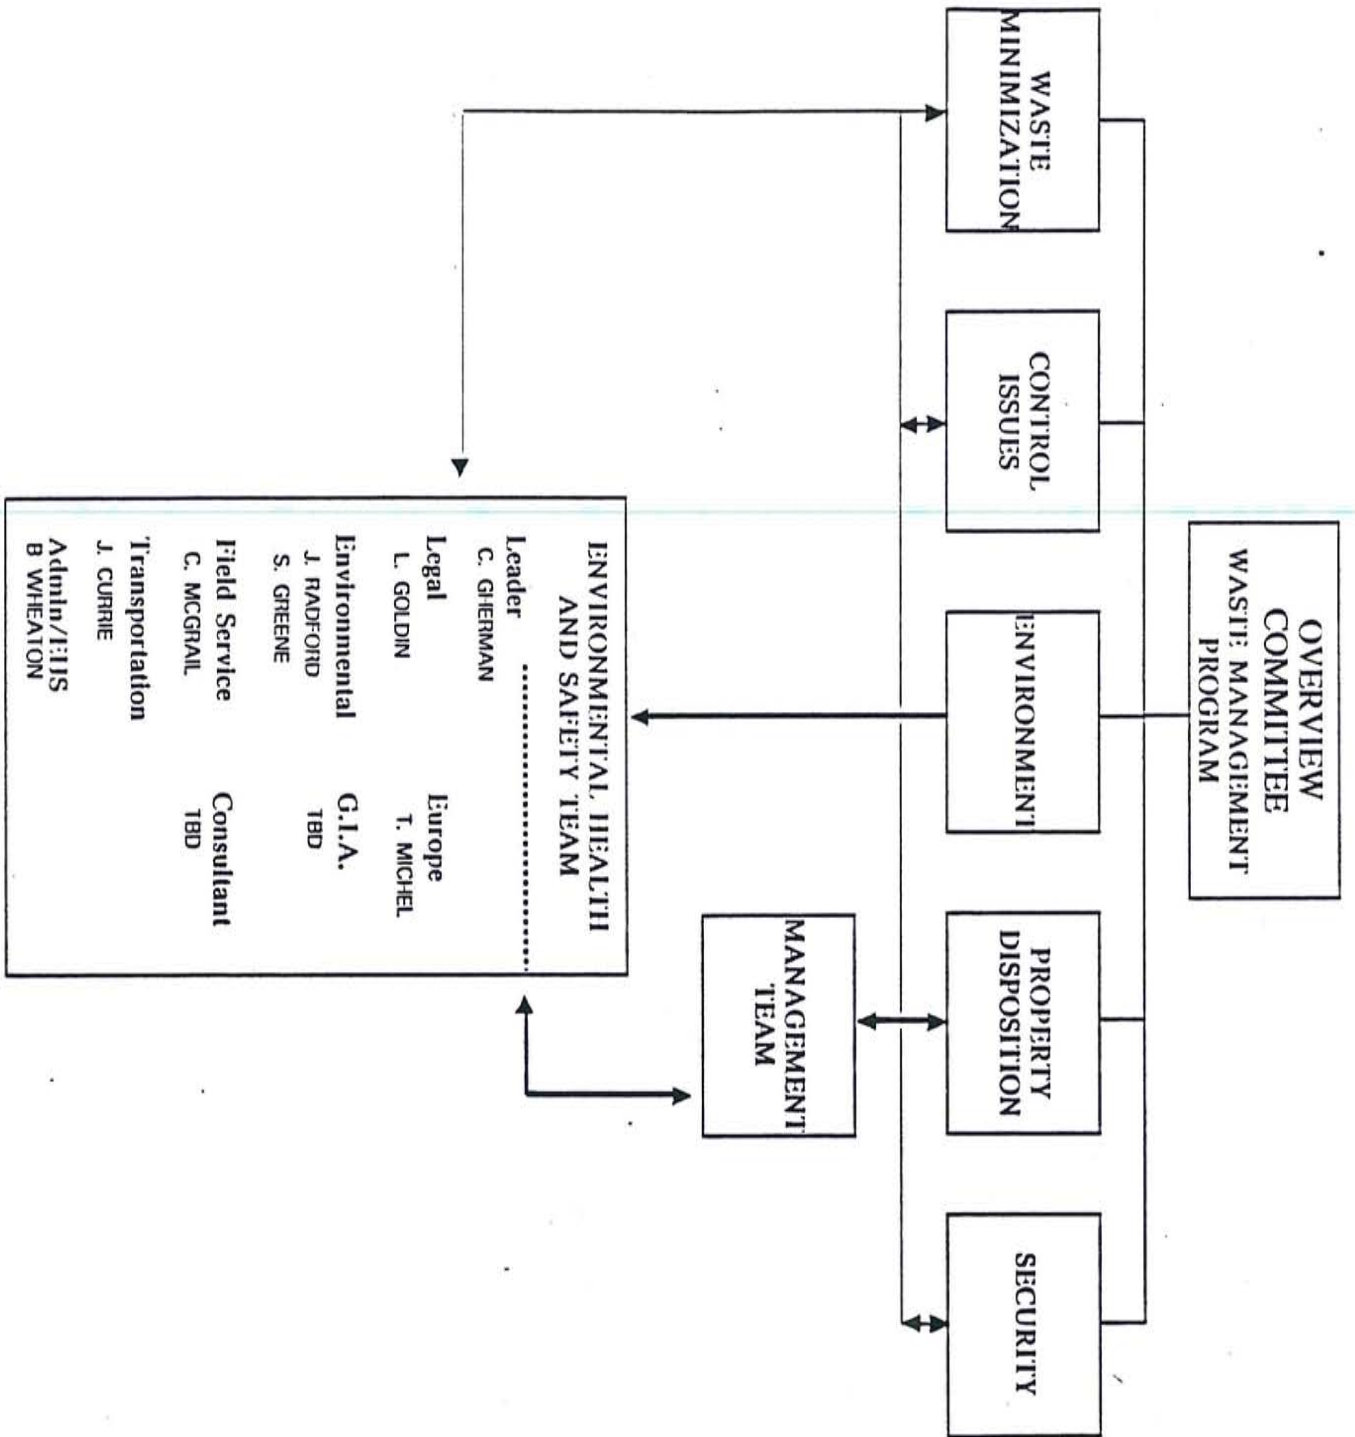 OVERVIEW
COMMITTEE
WASTE MANAGEMENT
PROGRAM
WASTE
MINIMIZATION
CONTROL
ISSUES
ENVIRONMENT
PROPERTY
DISPOSITION
SECURITY
MANAGEMENT
TEAM
ENVIRONMENTAL HEALTH
AND SAFETY TEAM
Leader
C. GHERMAN
Legal
L. GOLDIN
Europe
T. MICHEL
Environmental
J. RADFORD
S. GREENE
G.I.A.
TBD
Field Service
C. MCGRAIL
Consultant
TBD
Transportation
J. CURRIE
Admin/EHS
B WHEATON